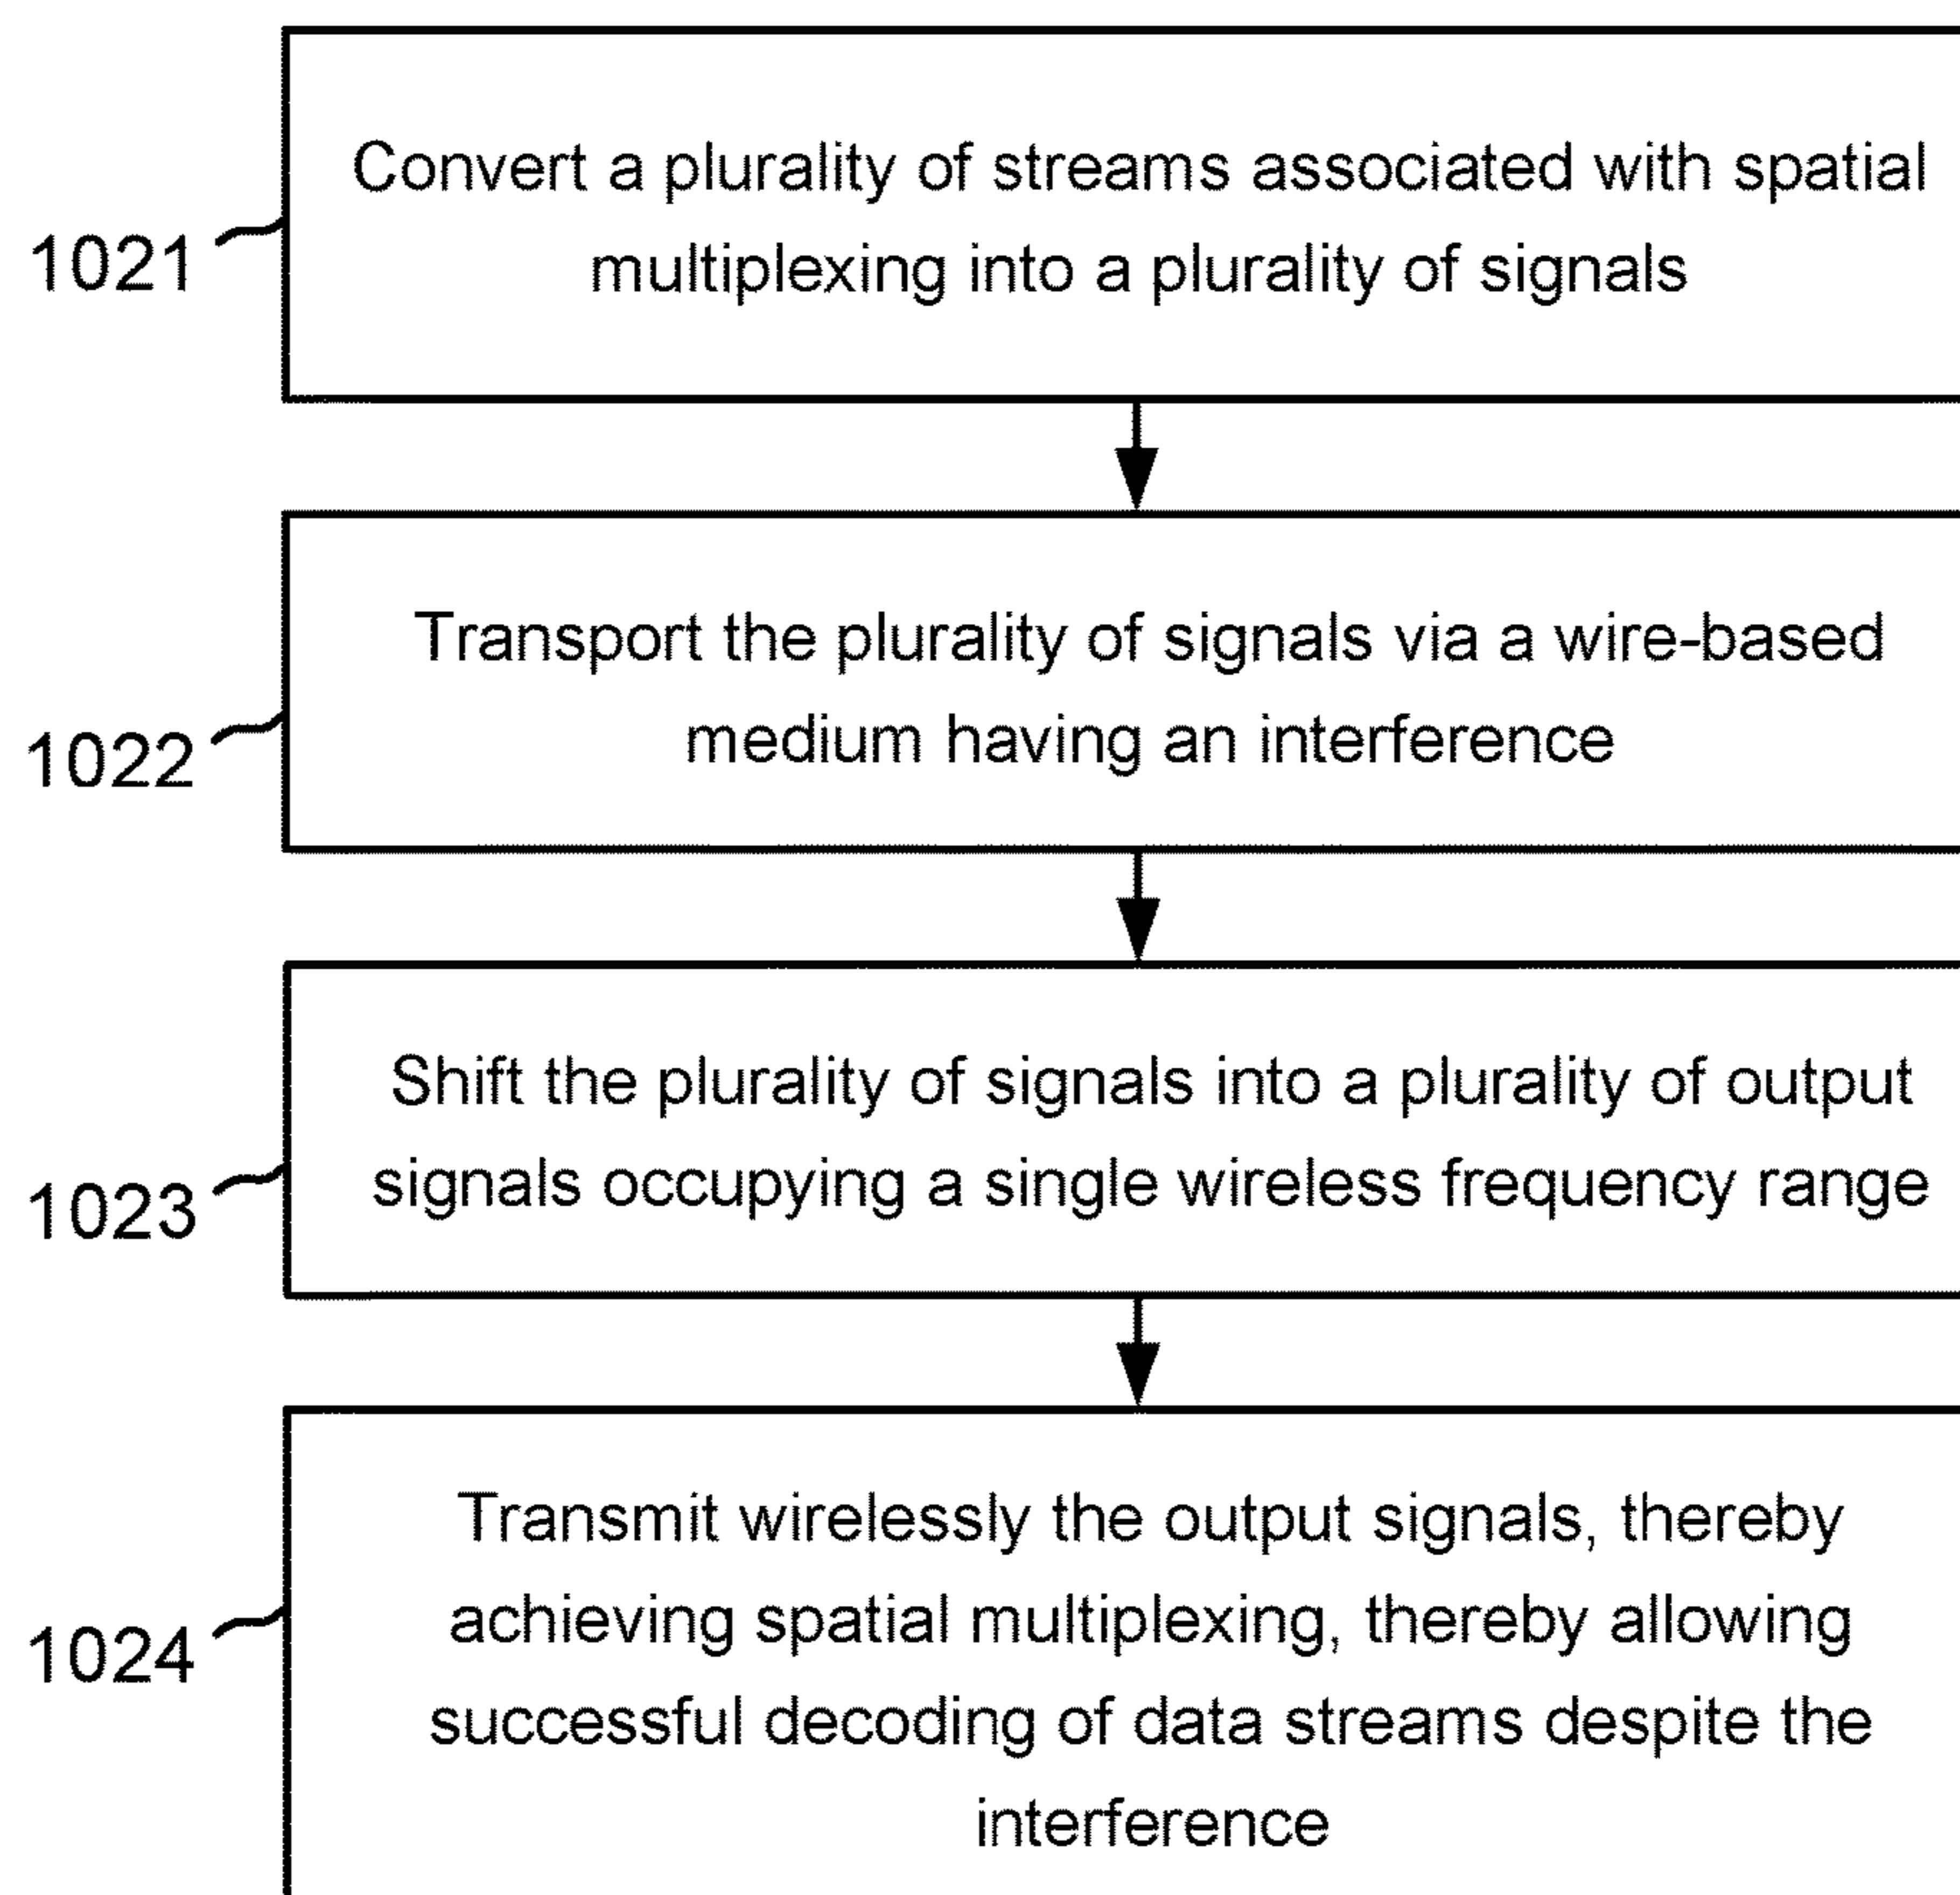 Convert a plurality of streams associated with spatial
multiplexing into a plurality of signals
1021
Transport the plurality of signals via a wire-based
medium having an interference
1022
Shift the plurality of signals into a plurality of output
signals occupying a single wireless frequency range
1023
Transmit wirelessly the output signals, thereby
achieving spatial multiplexing, thereby allowing
1024
successful decoding of data streams despite the
interference